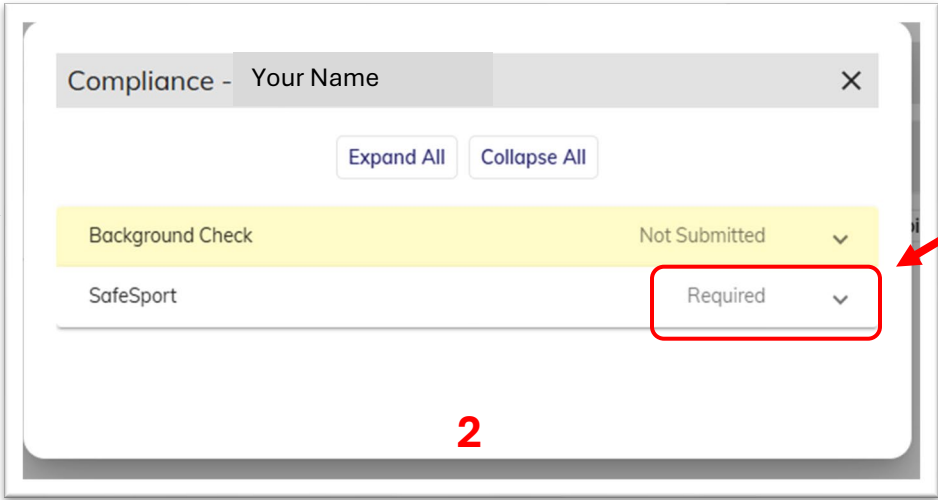 Compliance - Your Name
Expand All Collapse All
Background Check Not Submitted
SafeSport Required
2